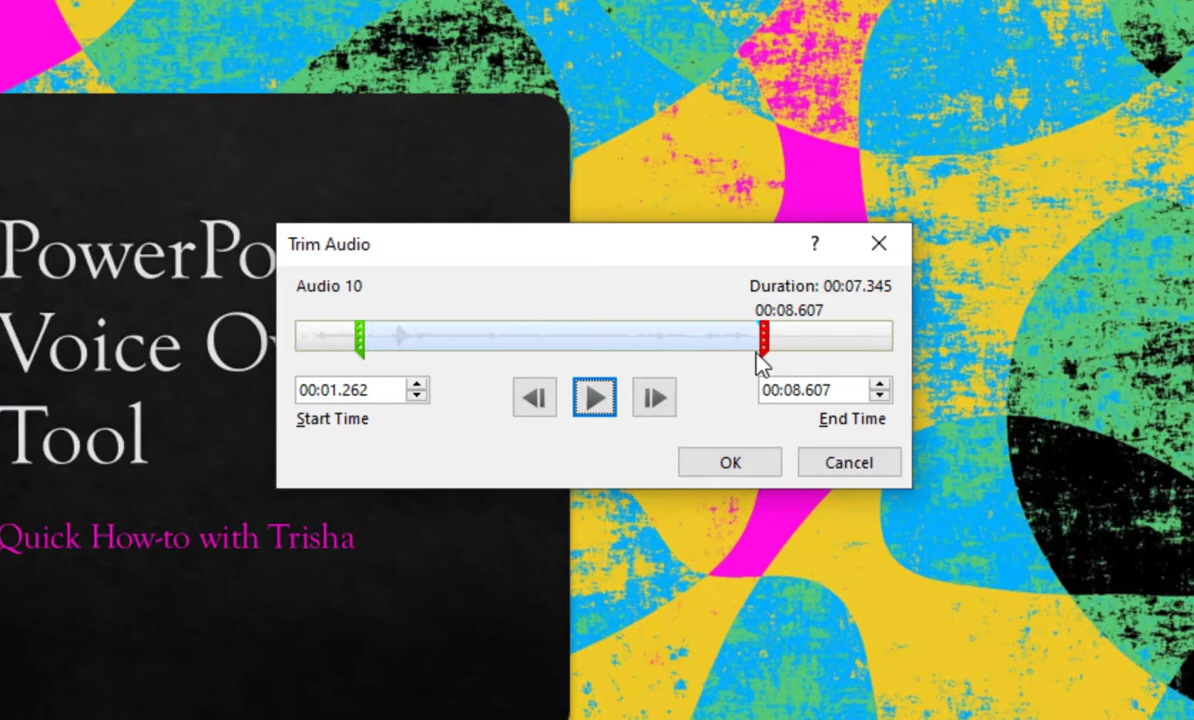 PowerPo
Voice Ov
Tool
Quick How-to with Trisha
Trim Audio
?
Audio 10
Duration: 00:07.345
00:08.607
00:01.262
00:08.607
Start Time
End Time
OK
Cancel